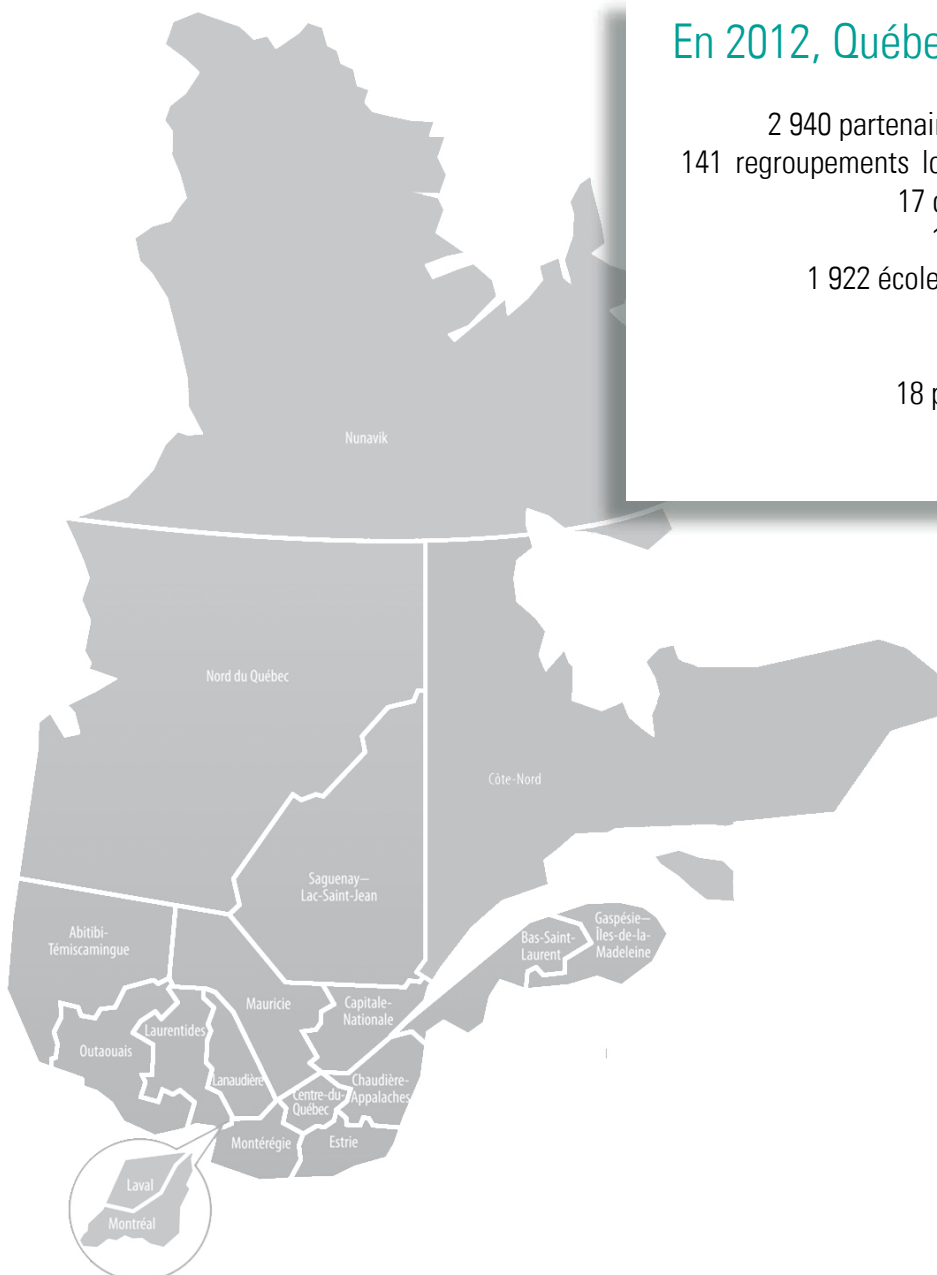 En 2012, Québe
2 940 partenair
141 regroupements lo
17
1 922 école
18 p
Nunavik
Nord du Québec
Côte-Nord
Saguenay–
Lac-Saint-Jean
Abitibi-
Témiscamingue
Gaspésie–
Îles-de-la-
Madeleine
Bas-Saint-
Laurent
Mauricie
Capitale-
Nationale
Laurentides
Outaouais
Lanaudière
Chaudière-
Appalaches
Centre-du-
Québec
Montérégie
Estrie
Laval
Montréal